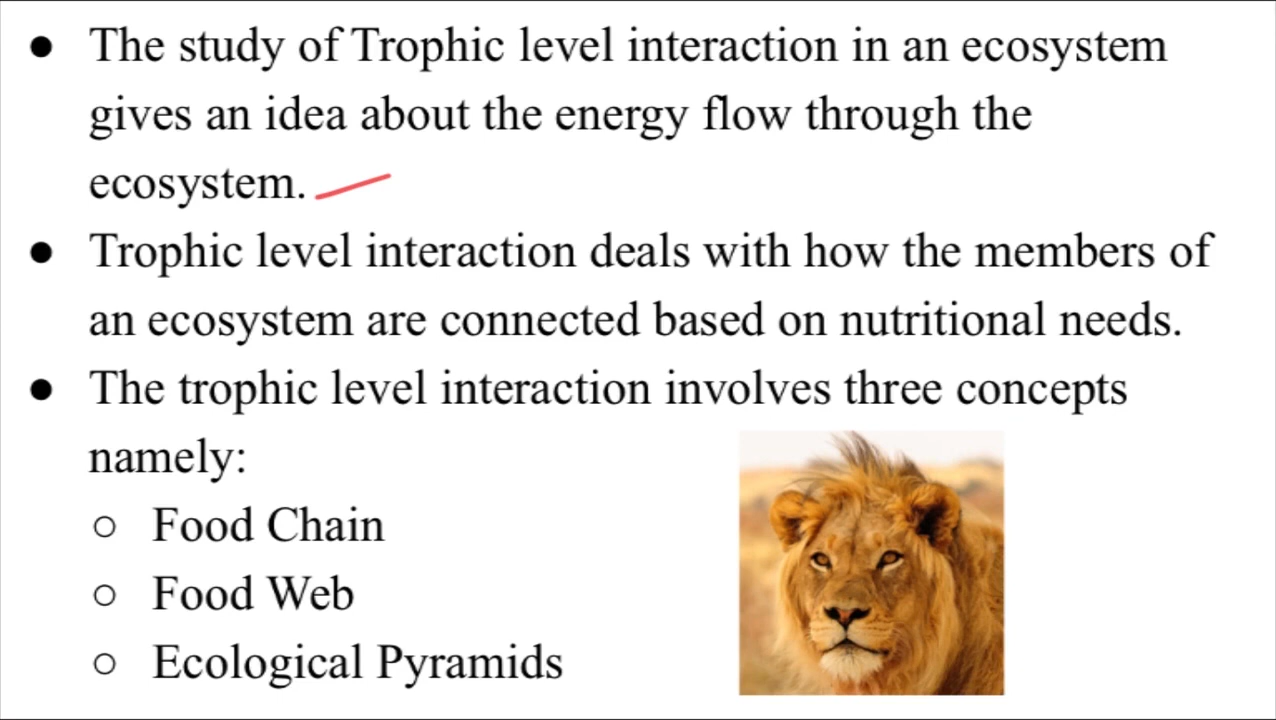 ● The study of Trophic level interaction in an ecosystem
gives an idea about the energy flow through the
ecosystem.
● Trophic level interaction deals with how the members of
an ecosystem are connected based on nutritional needs.
● The trophic level interaction involves three concepts
namely:
○ Food Chain
○ Food Web
○ Ecological Pyramids